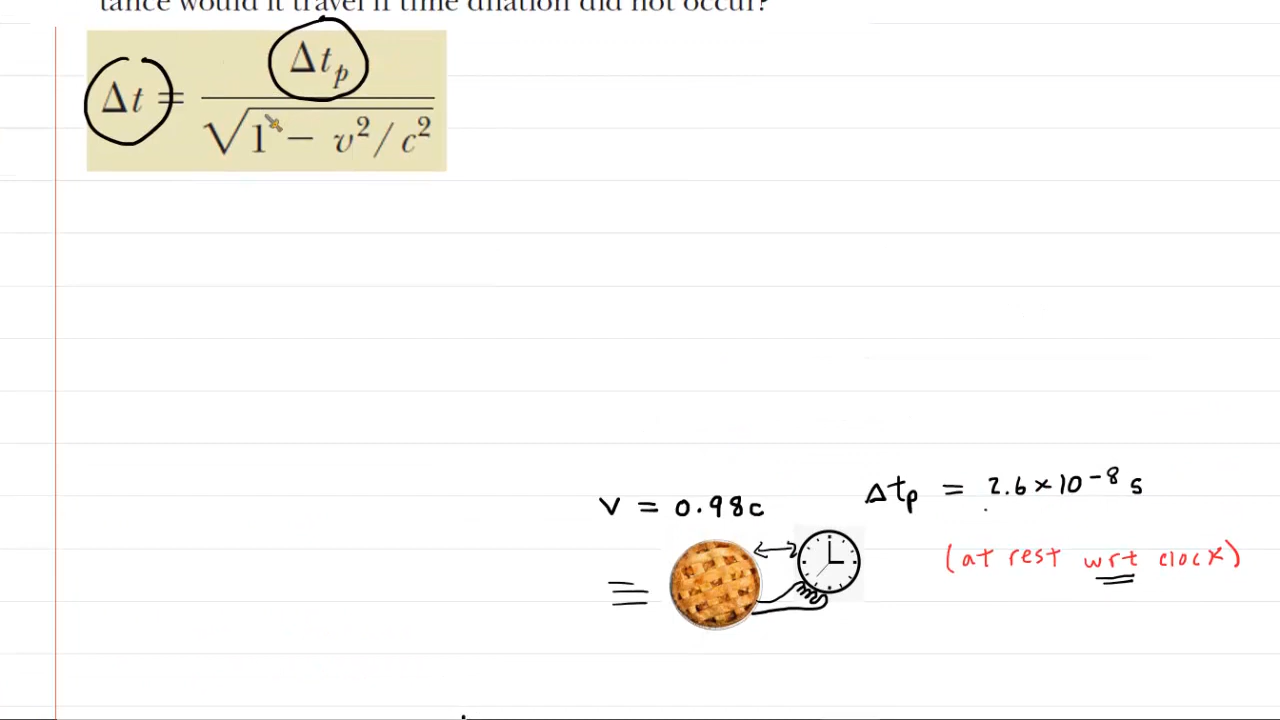 tance would it travel if time dilation did not occur?
Δt = Δt_p / √(1 − v²/c²)
v = 0.98c
Δt_p = 2.6 × 10⁻⁸ s
(at rest wrt clock)